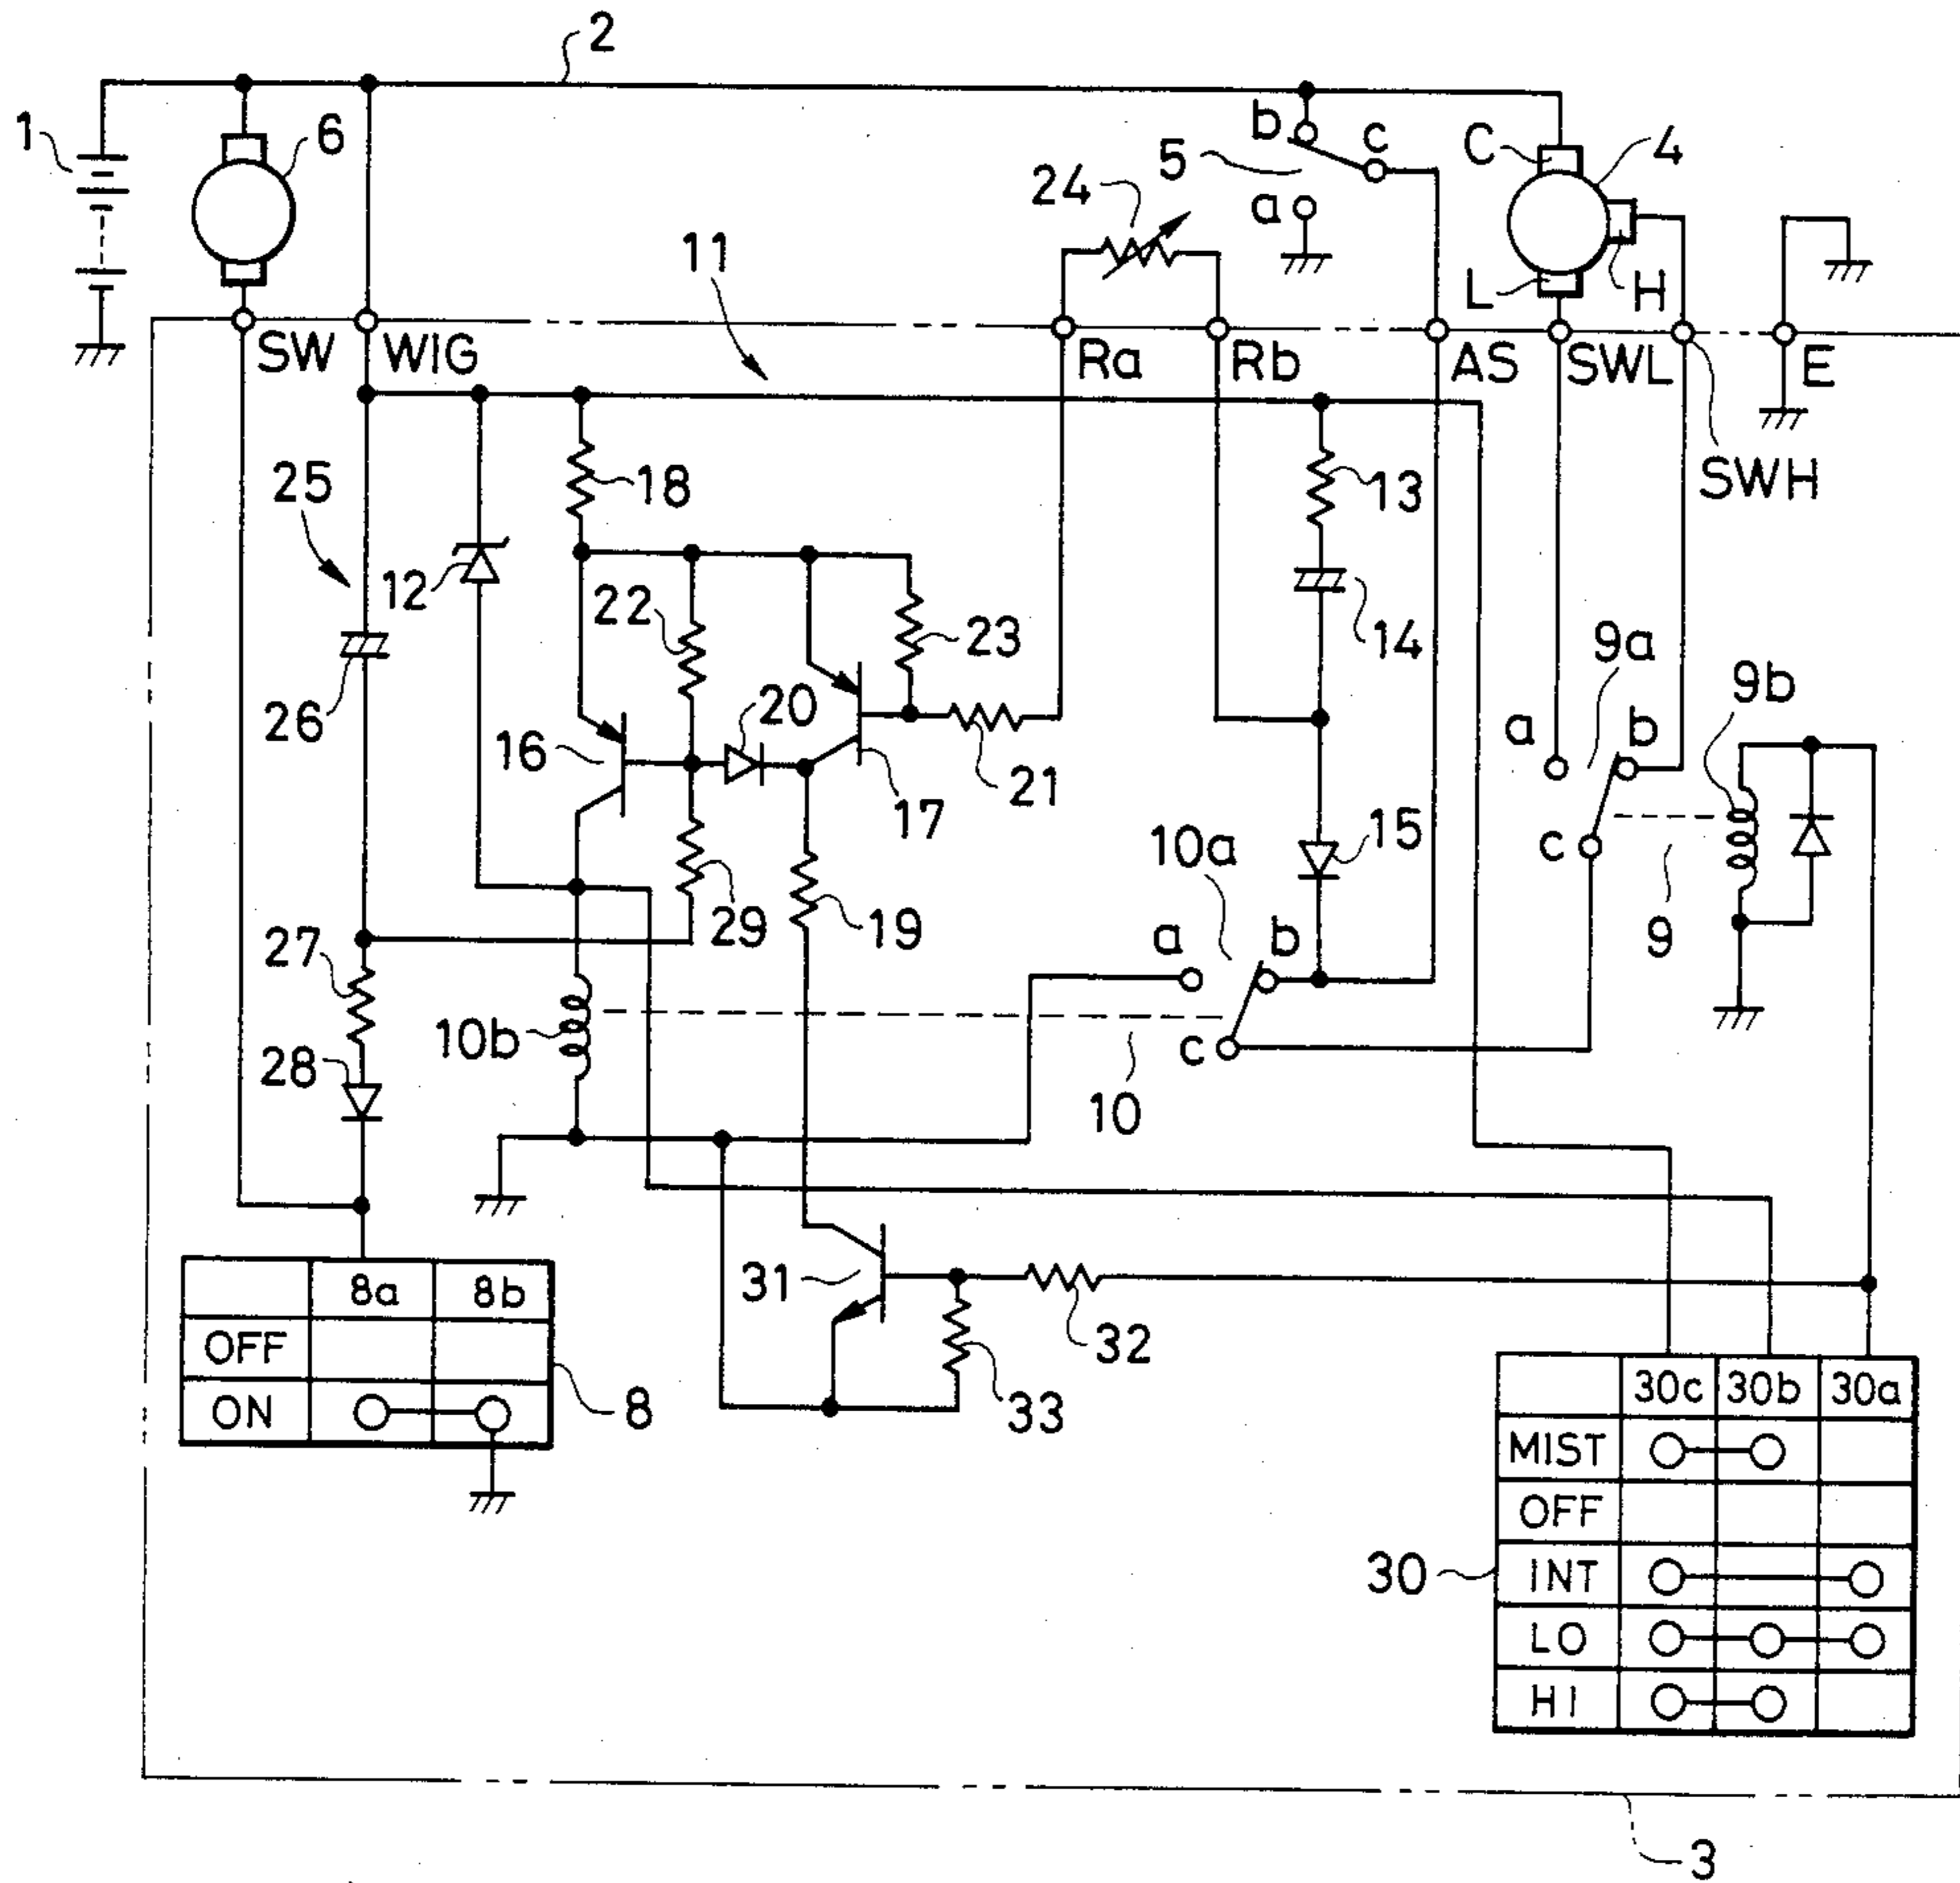 2
1
6
b
c
5
a
24
C
4
L
H
11
SW
WIG
Ra
Rb
AS
SWL
E
SWH
25
18
13
12
22
23
14
26
16
20
17
21
9a
9b
a
b
c
9
15
10a
a
b
c
10
27
29
19
10b
28
31
32
33
8a 8b
OFF
ON
8
30c 30b 30a
MIST
OFF
INT
LO
HI
30
3